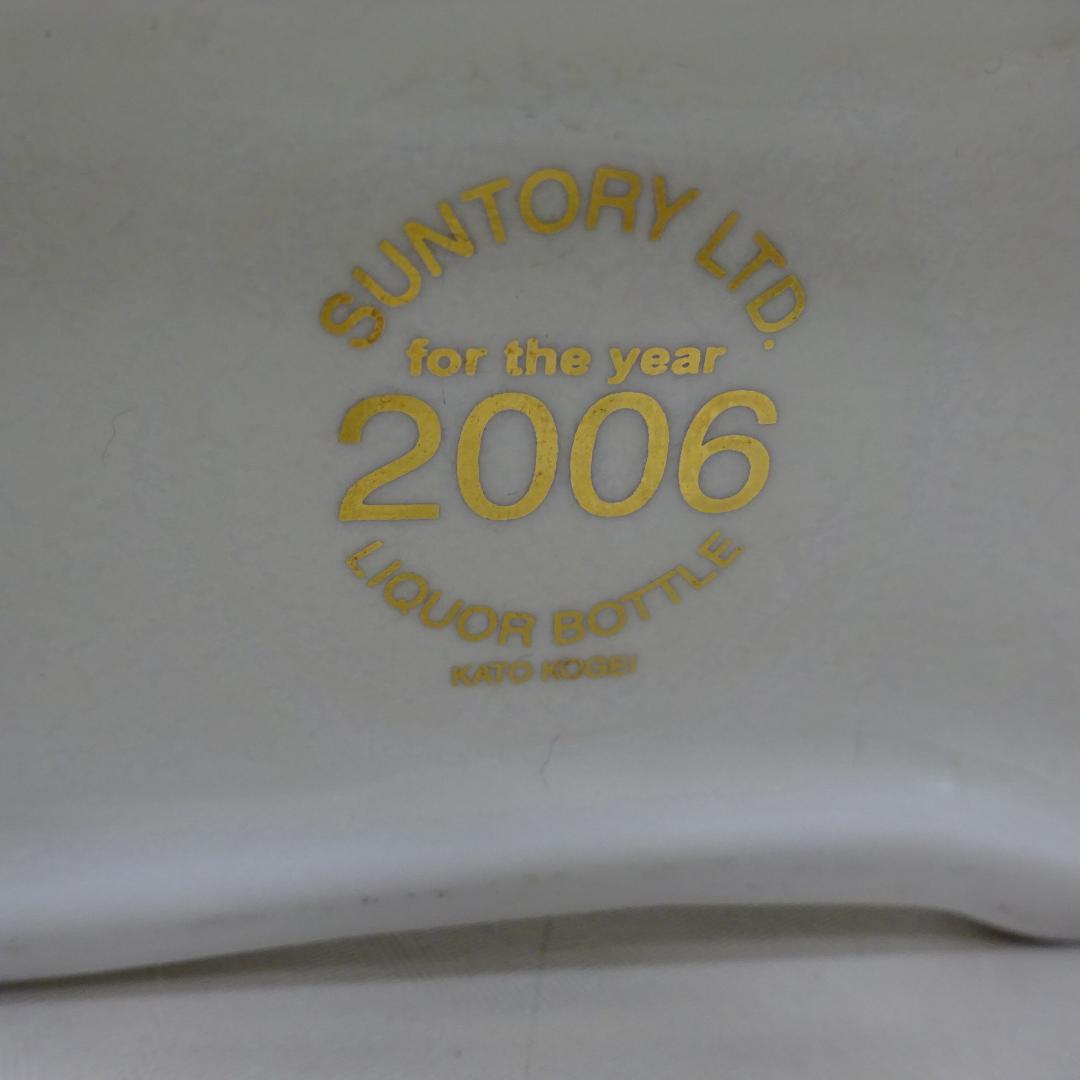 SUNTORY LTD.
for the year
2006
LIQUOR BOTTLE
KATO KOGEI